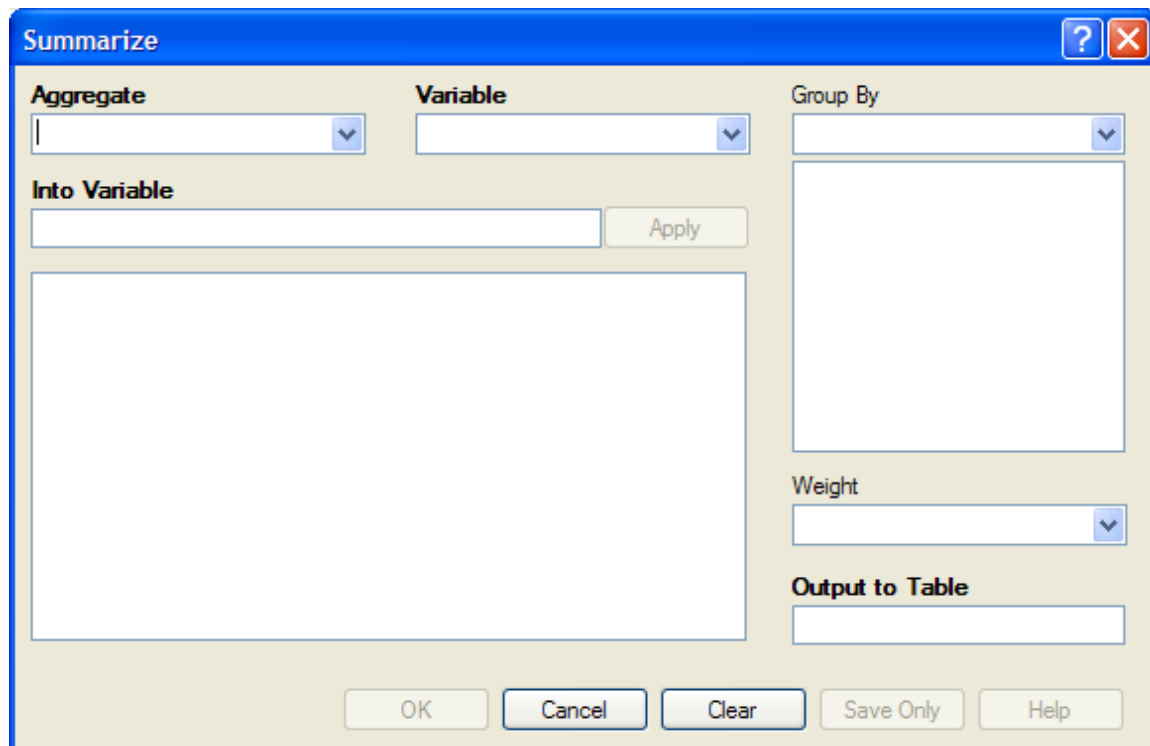 Summarize
Aggregate Variable Group By
Into Variable
Apply
Weight
Output to Table
OK Cancel Clear Save Only Help